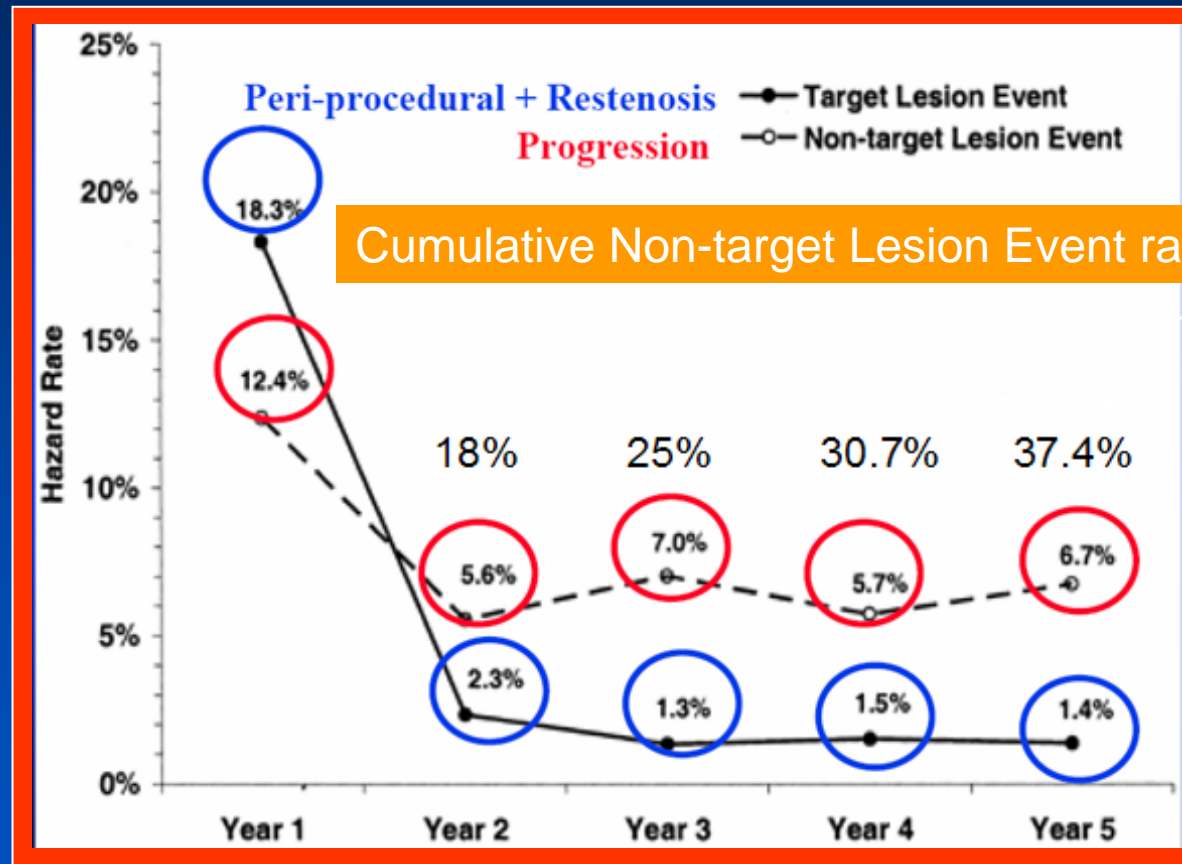 25%
Peri-procedural + Restenosis
Target Lesion Event
Progression
Non-target Lesion Event
20%
18.3%
Cumulative Non-target Lesion Event
15%
12.4%
18% 25% 30.7% 37.4%
10%
5.6% 7.0% 5.7% 6.7%
5%
2.3% 1.3% 1.5% 1.4%
0%
Year 1 Year 2 Year 3 Year 4 Year 5
Hazard Rate